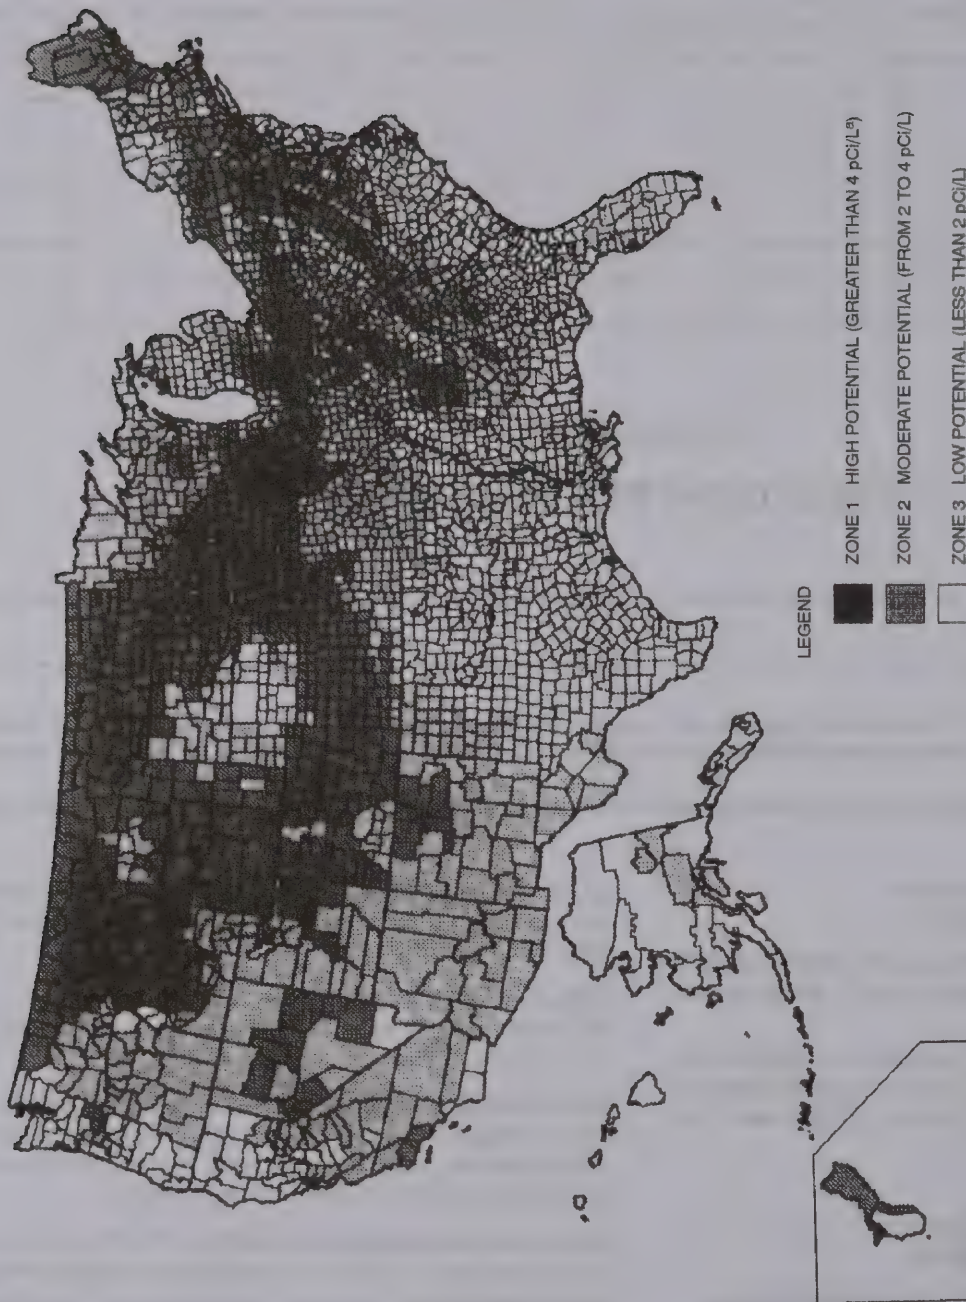 LEGEND
ZONE 1 HIGH POTENTIAL (GREATER THAN 4 pCi/Lª)
ZONE 2 MODERATE POTENTIAL (FROM 2 TO 4 pCi/L)
ZONE 3 LOW POTENTIAL (LESS THAN 2 pCi/L)